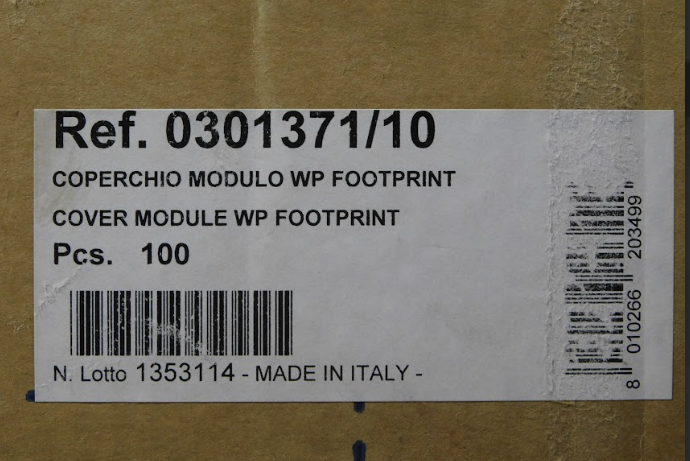 Ref. 0301371/10
COPERCHIO MODULO WP FOOTPRINT
COVER MODULE WP FOOTPRINT
Pcs. 100
N. Lotto 1353114 - MADE IN ITALY -
8 010266 203499